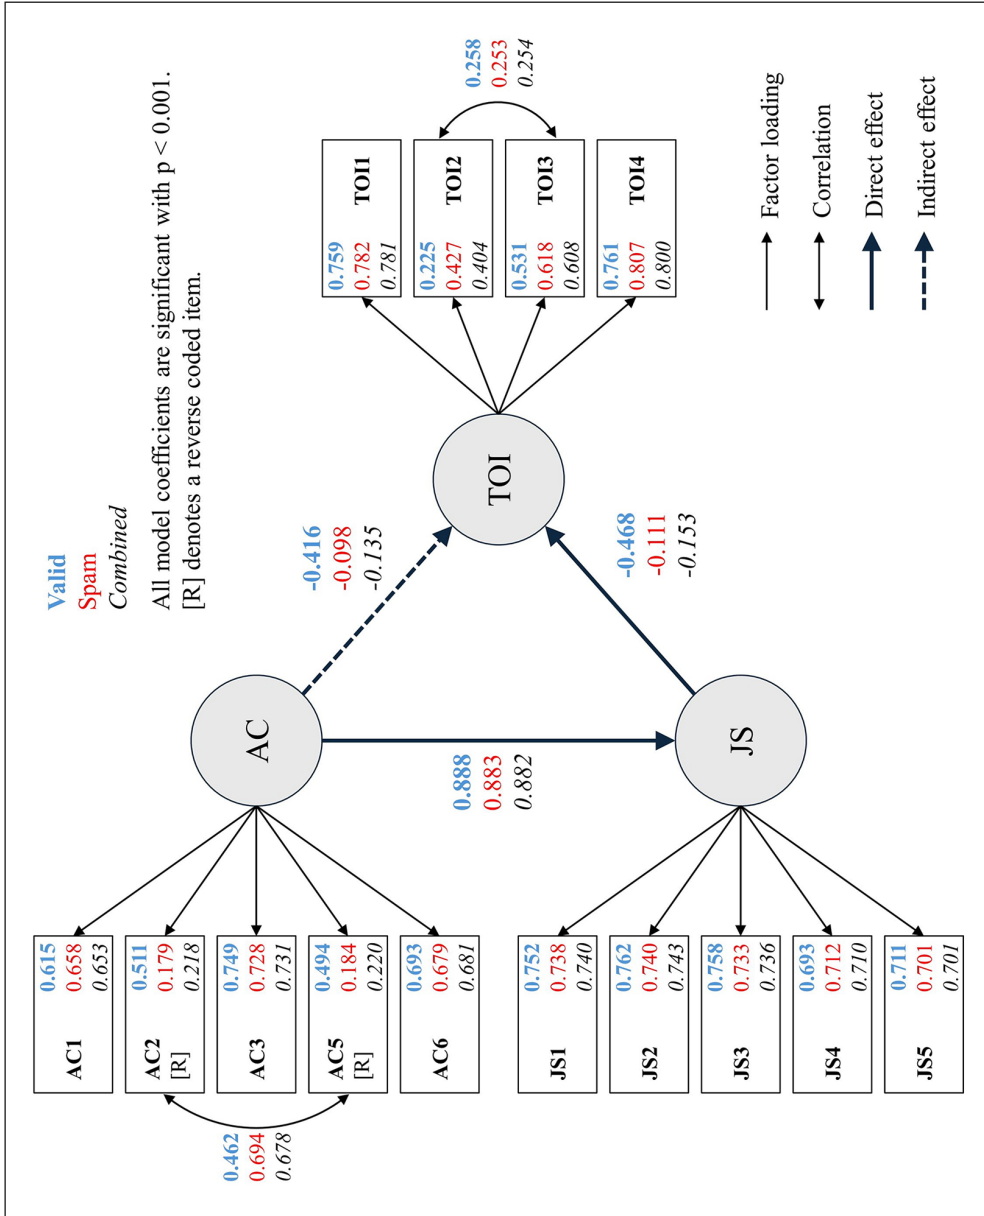 Valid
Spam
Combined
All model coefficients are significant with p < 0.001.
[R] denotes a reverse coded item.
AC1
0.615
0.658
0.653
AC2
[R]
0.511
0.179
0.218
AC3
0.749
0.728
0.731
AC5
[R]
0.494
0.184
0.220
AC6
0.693
0.679
0.681
0.462
0.694
0.678
AC
-0.416
-0.098
-0.135
0.888
0.883
0.882
TOI
TOI1
0.759
0.782
0.781
TOI2
0.225
0.427
0.404
TOI3
0.531
0.618
0.608
TOI4
0.761
0.807
0.800
0.258
0.253
0.254
-0.468
-0.111
-0.153
JS
JS1
0.752
0.738
0.740
JS2
0.762
0.740
0.743
JS3
0.758
0.733
0.736
JS4
0.693
0.712
0.710
JS5
0.711
0.701
0.701
Factor loading
Correlation
Direct effect
Indirect effect